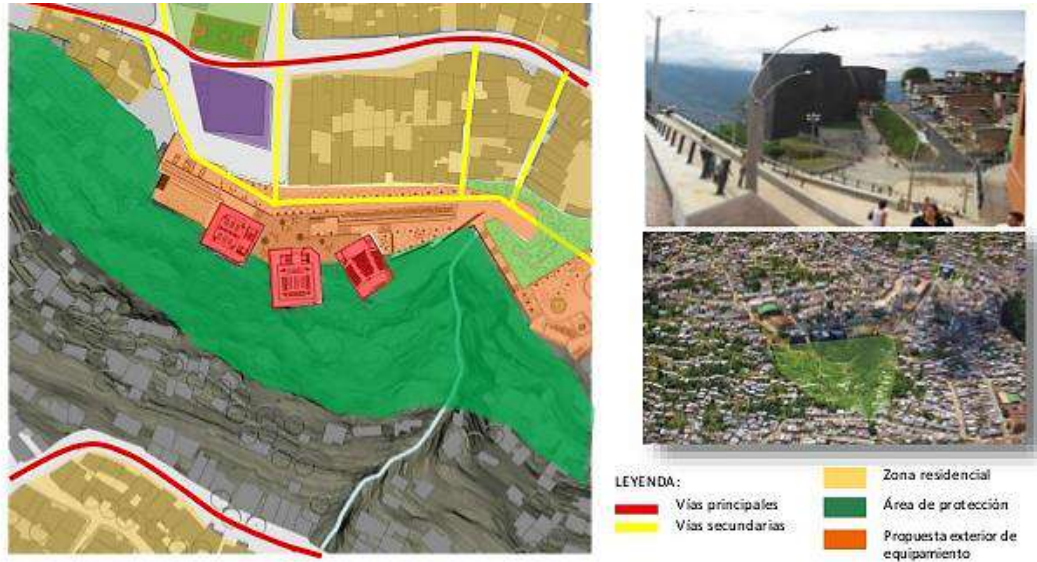 LEYENDA:
Vías principales
Vías secundarias
Zona residencial
Área de protección
Propuesta exterior de
equipamiento